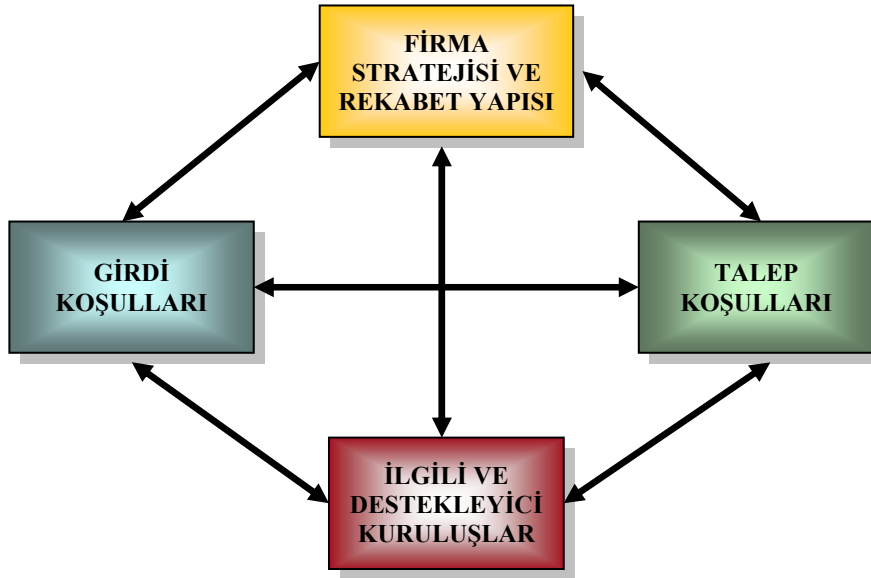 FİRMA
STRATEJİSİ VE
REKABET YAPISI
GİRDİ
KOŞULLARI
TALEP
KOŞULLARI
İLGİLİ VE
DESTEKLEYİCİ
KURULUŞLAR